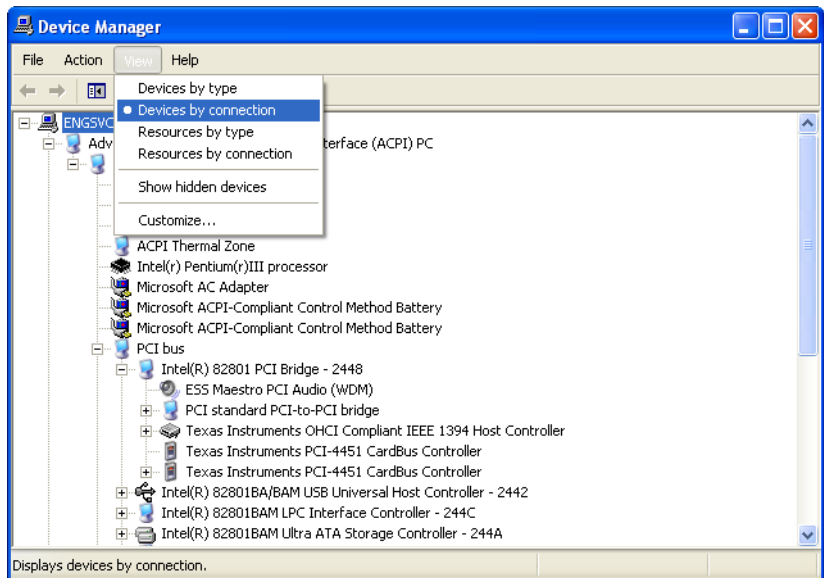 Device Manager
File Action View Help
Devices by type
Devices by connection
Resources by type
Resources by connection
Show hidden devices
Customize...
ENGSVC
Adv terface (ACPI) PC
ACPI Thermal Zone
Intel(r) Pentium(r)III processor
Microsoft AC Adapter
Microsoft ACPI-Compliant Control Method Battery
Microsoft ACPI-Compliant Control Method Battery
PCI bus
Intel(R) 82801 PCI Bridge - 2448
ESS Maestro PCI Audio (WDM)
PCI standard PCI-to-PCI bridge
Texas Instruments OHCI Compliant IEEE 1394 Host Controller
Texas Instruments PCI-4451 CardBus Controller
Texas Instruments PCI-4451 CardBus Controller
Intel(R) 82801BA/BAM USB Universal Host Controller - 2442
Intel(R) 82801BAM LPC Interface Controller - 244C
Intel(R) 82801BAM Ultra ATA Storage Controller - 244A
Displays devices by connection.